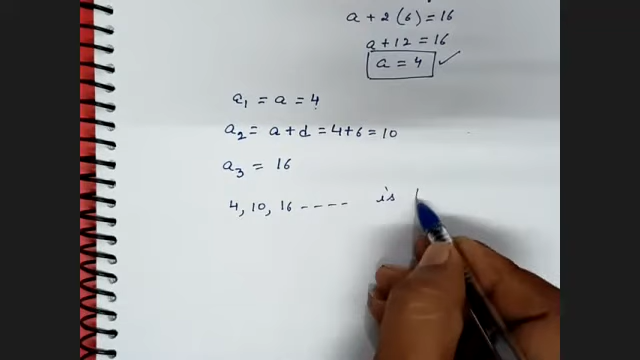 a + 2 (6) = 16
a + 12 = 16
a = 4 ✓
a₁ = a = 4
a₂ = a + d = 4 + 6 = 10
a₃ = 16
4, 10, 16 - - - - is